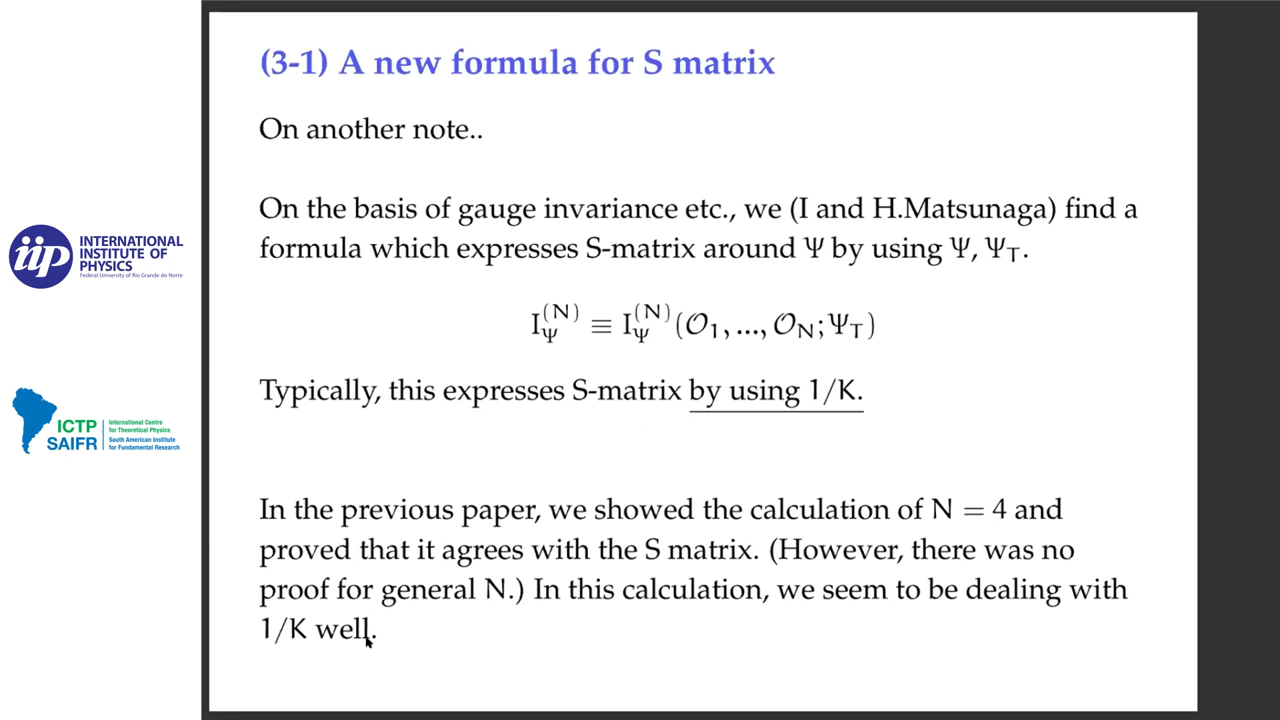 (3-1) A new formula for S matrix
On another note..
On the basis of gauge invariance etc., we (I and H.Matsunaga) find a
formula which expresses S-matrix around Ψ by using Ψ, Ψ_T.
I_Ψ^(N) ≡ I_Ψ^(N)(𝒪_1, ..., 𝒪_N; Ψ_T)
Typically, this expresses S-matrix by using 1/K.
In the previous paper, we showed the calculation of N = 4 and
proved that it agrees with the S matrix. (However, there was no
proof for general N.) In this calculation, we seem to be dealing with
1/K well.
iip
INTERNATIONAL
INSTITUTE OF
PHYSICS
Federal University of Rio Grande do Norte
ICTP
SAIFR
International Centre
for Theoretical Physics
South American Institute
for Fundamental Research